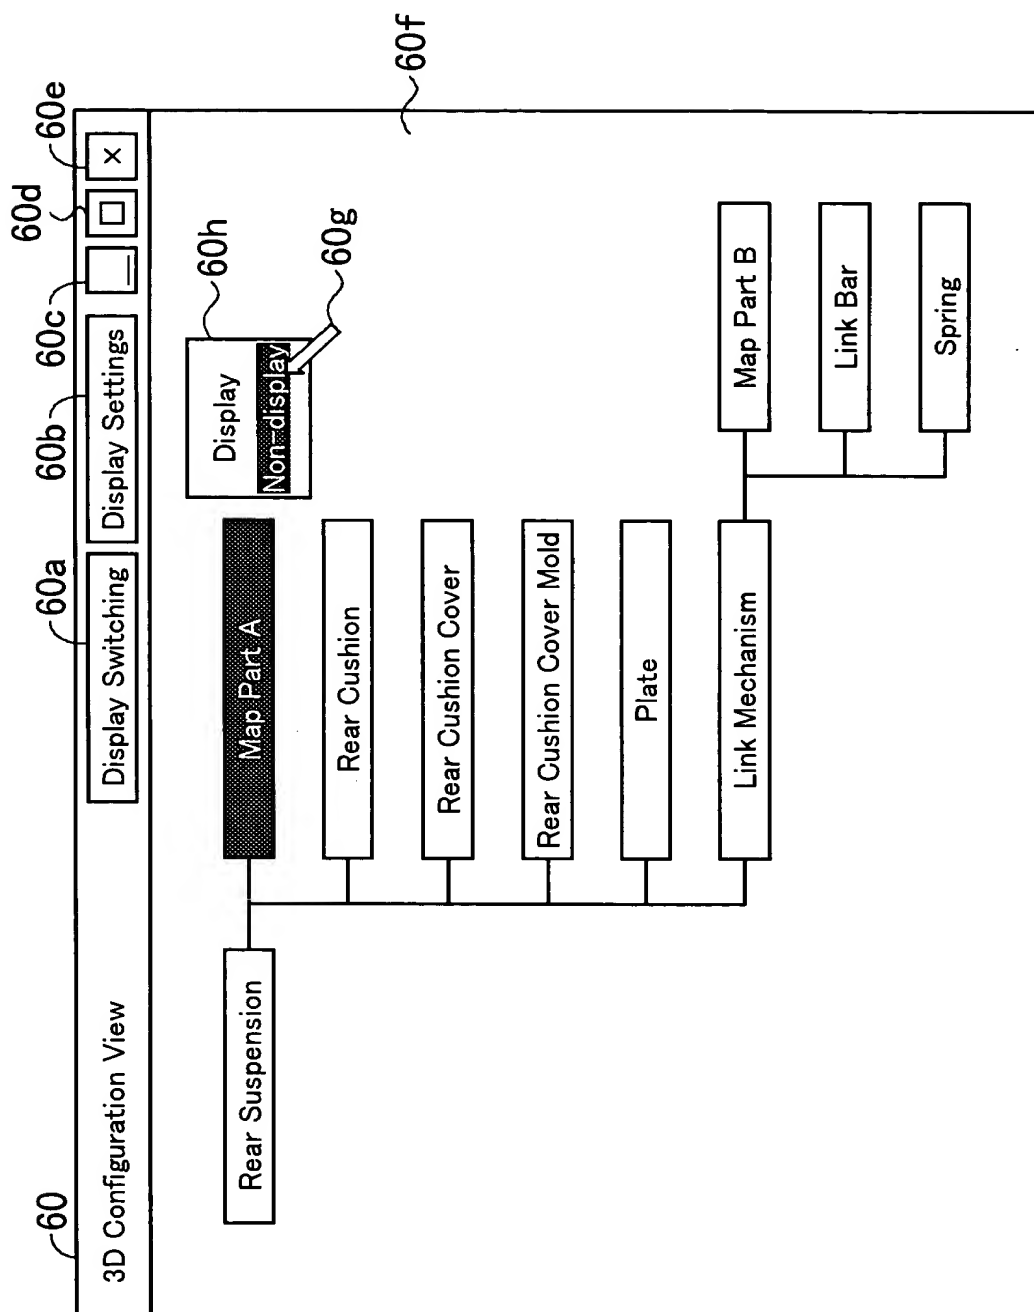 60
60a
60b
60c
60d
60e
3D Configuration View
Display Switching
Display Settings
×
60f
60h
Display
Non-display
60g
Rear Suspension
Map Part A
Rear Cushion
Rear Cushion Cover
Rear Cushion Cover Mold
Plate
Link Mechanism
Map Part B
Link Bar
Spring